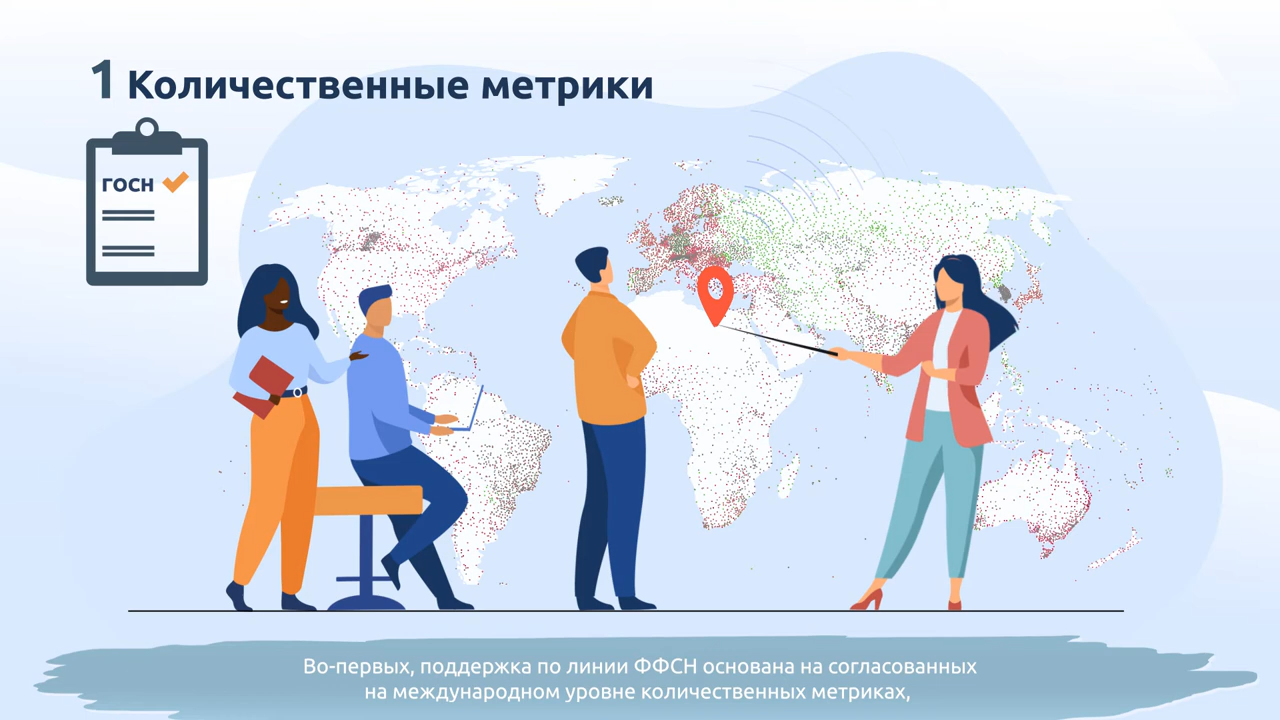 1 Количественные метрики
ГОСН
Во-первых, поддержка по линии ФФСН основана на согласованных
на международном уровне количественных метриках,